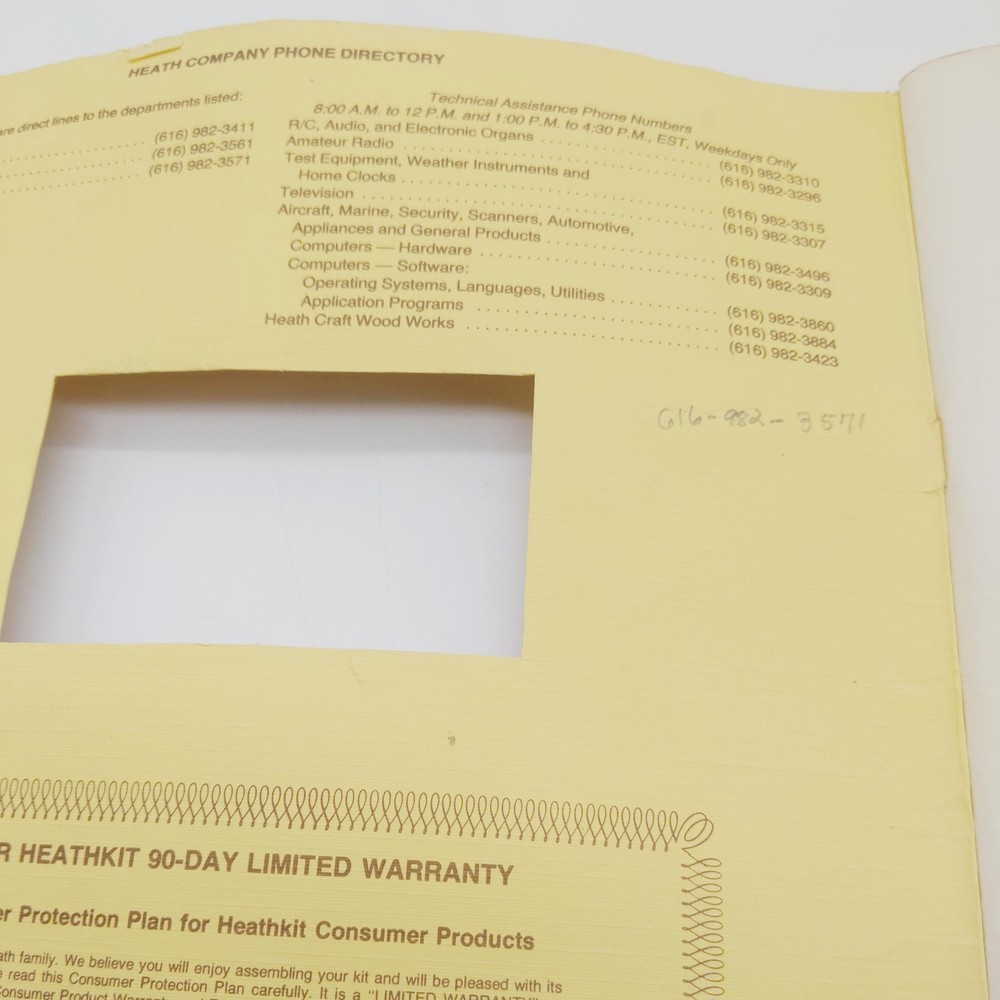 HEATH COMPANY PHONE DIRECTORY
are direct lines to the departments listed:
(616) 982-3411
(616) 982-3561
(616) 982-3571
Technical Assistance Phone Numbers
8:00 A.M. to 12 P.M. and 1:00 P.M. to 4:30 P.M., EST, Weekdays Only
R/C, Audio, and Electronic Organs (616) 982-3310
Amateur Radio (616) 982-3296
Test Equipment, Weather Instruments and
Home Clocks (616) 982-3315
Television (616) 982-3307
Aircraft, Marine, Security, Scanners, Automotive,
Appliances and General Products (616) 982-3496
Computers — Hardware (616) 982-3309
Computers — Software:
Operating Systems, Languages, Utilities (616) 982-3860
Application Programs (616) 982-3884
Heath Craft Wood Works (616) 982-3423
616-982-3571
R HEATHKIT 90-DAY LIMITED WARRANTY
er Protection Plan for Heathkit Consumer Products
ath family. We believe you will enjoy assembling your kit and will be pleased with its
read this Consumer Protection Plan carefully. It is a "LIMITED WARRANTY"
Consumer Product